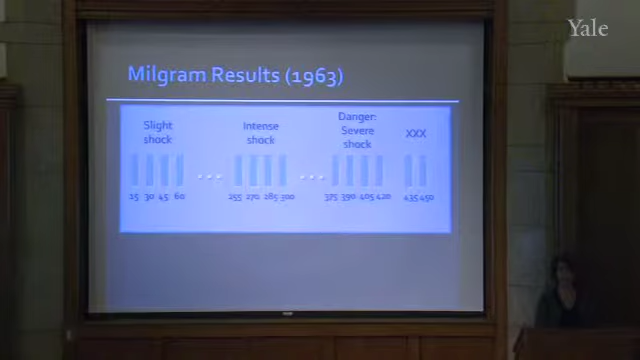 Yale
Milgram Results (1963)
Slight
shock
Intense
shock
Danger:
Severe
shock
XXX
15 30 45 60
...
255 270 285 300
...
375 390 405 420
435 450